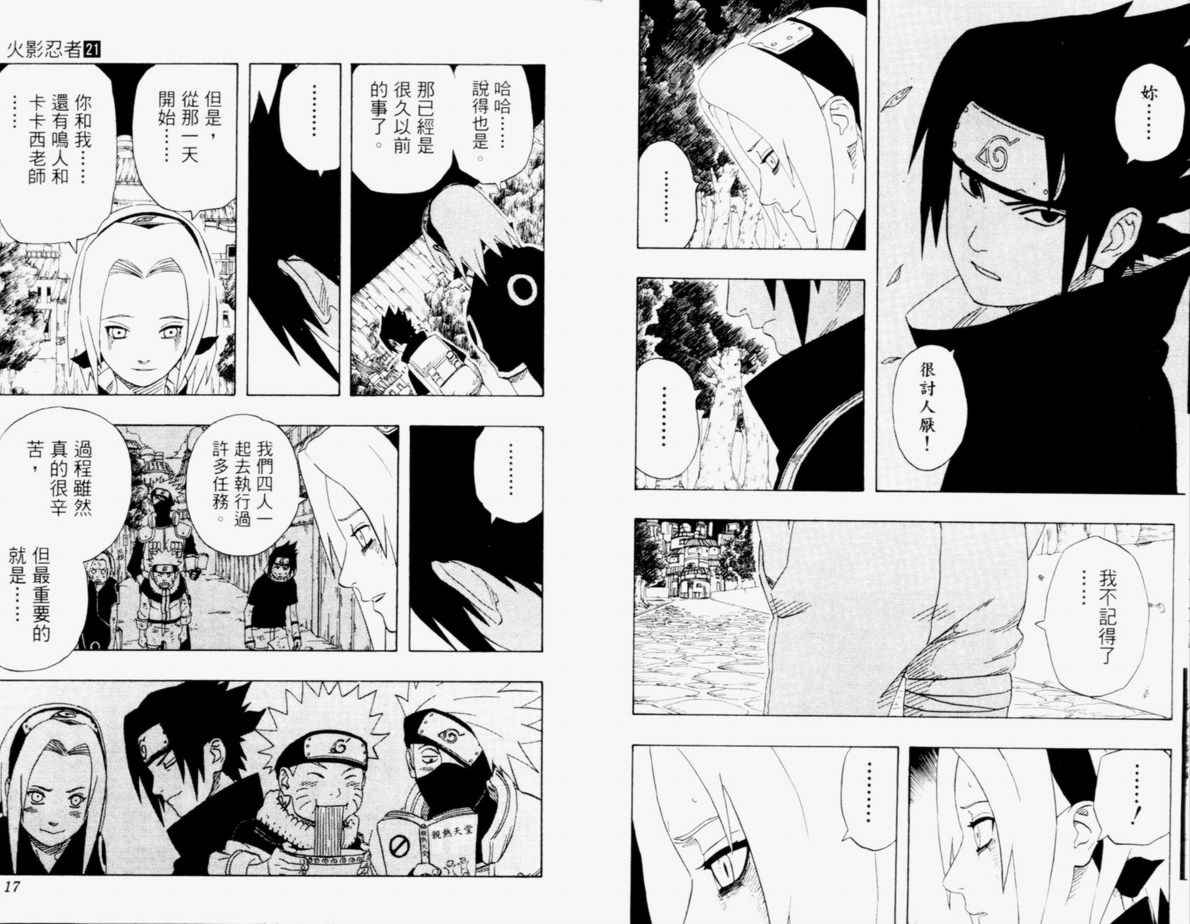 妳……
很討人厭！
………
………
我不記得了
……
……！
………
火影忍者21
哈哈……
說得也是。
那已經是
很久以前
的事了。
………
但是，
從那一天
開始……
你和我……
還有鳴人和
卡卡西老師
……
………
我們四人一
起去執行過
許多任務。
過程雖然
真的很辛
苦，
但最重要的
就是……
親熱天堂
17